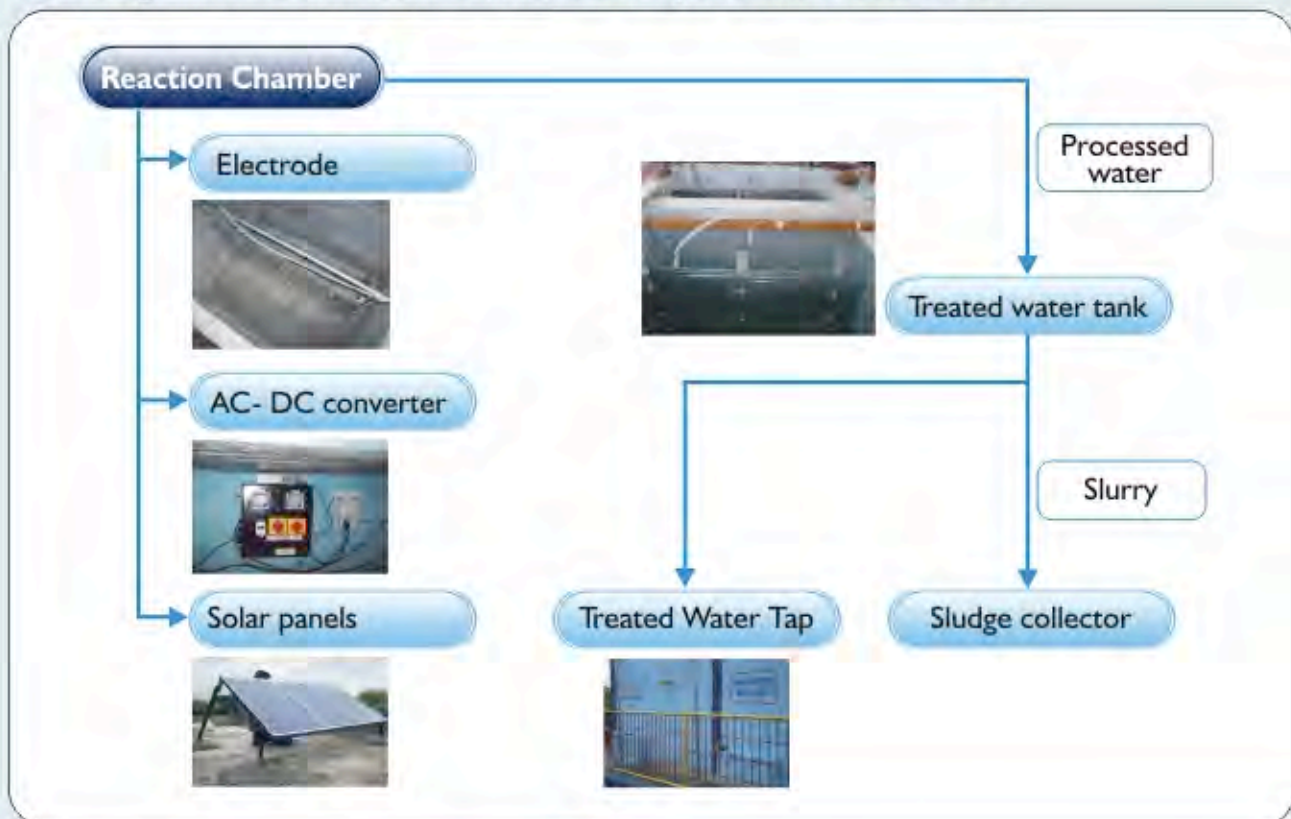 Reaction Chamber
Electrode
Processed
water
Treated water tank
AC- DC converter
Slurry
Solar panels
Treated Water Tap
Sludge collector